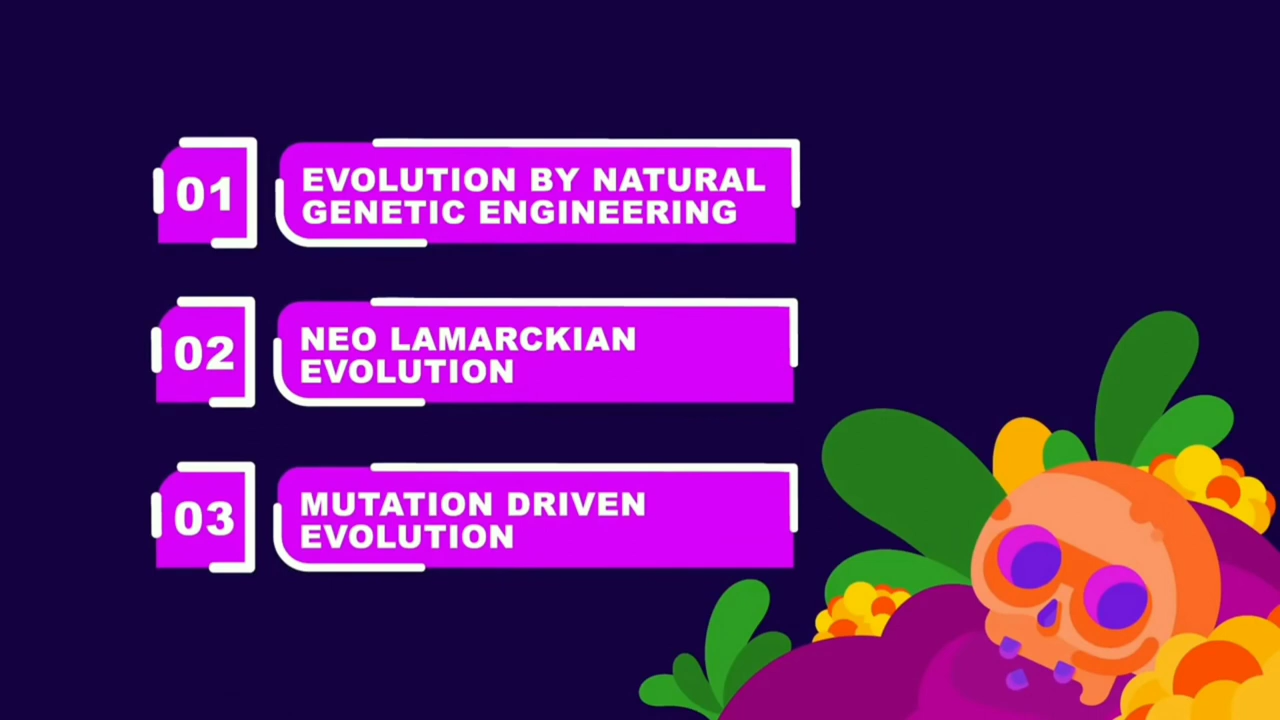 01
EVOLUTION BY NATURAL
GENETIC ENGINEERING
02
NEO LAMARCKIAN
EVOLUTION
03
MUTATION DRIVEN
EVOLUTION